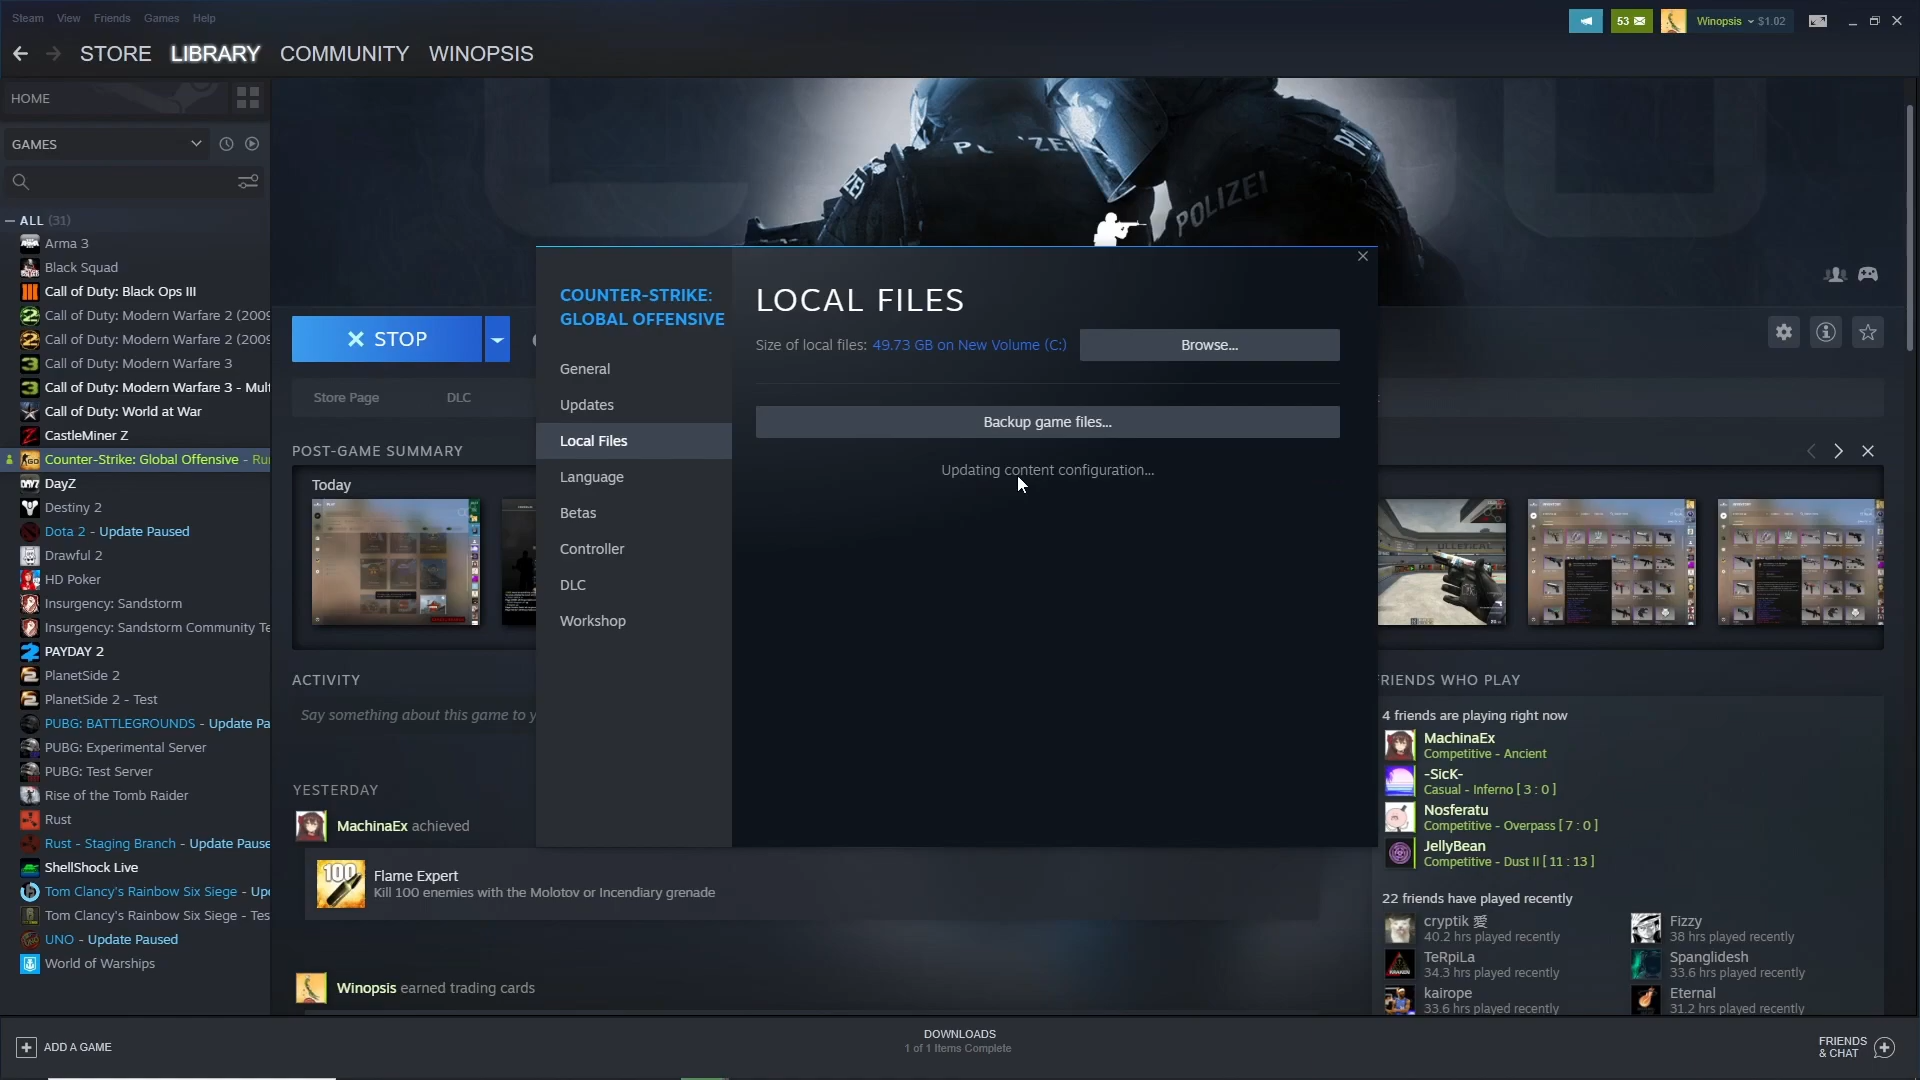 Steam View Friends Games Help
53
Winopsis $1.02
STORE LIBRARY COMMUNITY WINOPSIS
HOME
GAMES
ALL (31)
Arma 3
Black Squad
Call of Duty: Black Ops III
Call of Duty: Modern Warfare 2 (2009
Call of Duty: Modern Warfare 2 (2009
Call of Duty: Modern Warfare 3
Call of Duty: Modern Warfare 3 - Mult
Call of Duty: World at War
CastleMiner Z
Counter-Strike: Global Offensive - Ru
DayZ
Destiny 2
Dota 2 - Update Paused
Drawful 2
HD Poker
Insurgency: Sandstorm
Insurgency: Sandstorm Community Te
PAYDAY 2
PlanetSide 2
PlanetSide 2 - Test
PUBG: BATTLEGROUNDS - Update Pa
PUBG: Experimental Server
PUBG: Test Server
Rise of the Tomb Raider
Rust
Rust - Staging Branch - Update Pause
ShellShock Live
Tom Clancy's Rainbow Six Siege - Upd
Tom Clancy's Rainbow Six Siege - Tes
UNO - Update Paused
World of Warships
POLIZEI
STOP
Store Page
DLC
POST-GAME SUMMARY
Today
ACTIVITY
Say something about this game to y
YESTERDAY
MachinaEx achieved
100
Flame Expert
Kill 100 enemies with the Molotov or Incendiary grenade
Winopsis earned trading cards
COUNTER-STRIKE:
GLOBAL OFFENSIVE
General
Updates
Local Files
Language
Betas
Controller
DLC
Workshop
LOCAL FILES
Size of local files: 49.73 GB on New Volume (C:)
Browse...
Backup game files...
Updating content configuration...
FRIENDS WHO PLAY
4 friends are playing right now
MachinaEx
Competitive - Ancient
-SicK-
Casual - Inferno [ 3 : 0 ]
Nosferatu
Competitive - Overpass [ 7 : 0 ]
JellyBean
Competitive - Dust II [ 11 : 13 ]
22 friends have played recently
cryptik 愛
40.2 hrs played recently
Fizzy
38 hrs played recently
TeRpiLa
34.3 hrs played recently
Spanglidesh
33.6 hrs played recently
kairope
33.6 hrs played recently
Eternal
31.2 hrs played recently
ADD A GAME
DOWNLOADS
1 of 1 Items Complete
FRIENDS
& CHAT